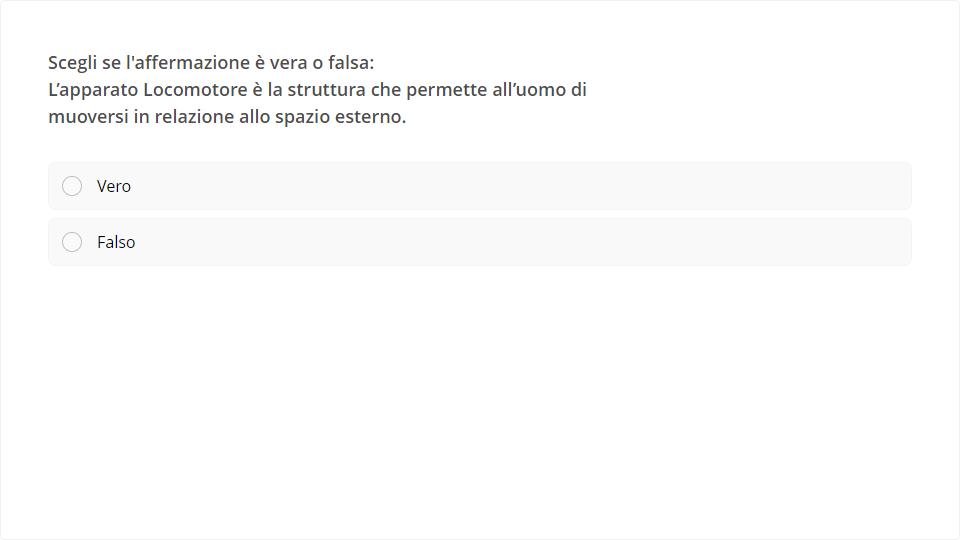 Scegli se l'affermazione è vera o falsa:
L’apparato Locomotore è la struttura che permette all’uomo di
muoversi in relazione allo spazio esterno.
Vero
Falso